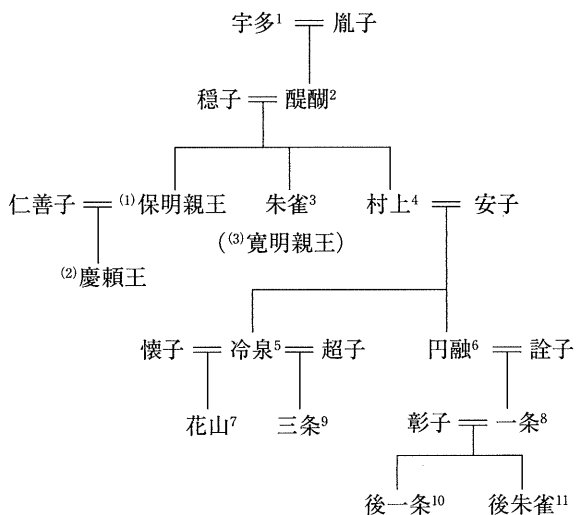 宇多¹ 胤子
穏子 醍醐²
仁善子 ⁽¹⁾保明親王 朱雀³ 村上⁴ 安子
(⁽³⁾寛明親王)
⁽²⁾慶頼王
懐子 冷泉⁵ 超子 円融⁶ 詮子
花山⁷ 三条⁹ 彰子 一条⁸
後一条¹⁰ 後朱雀¹¹